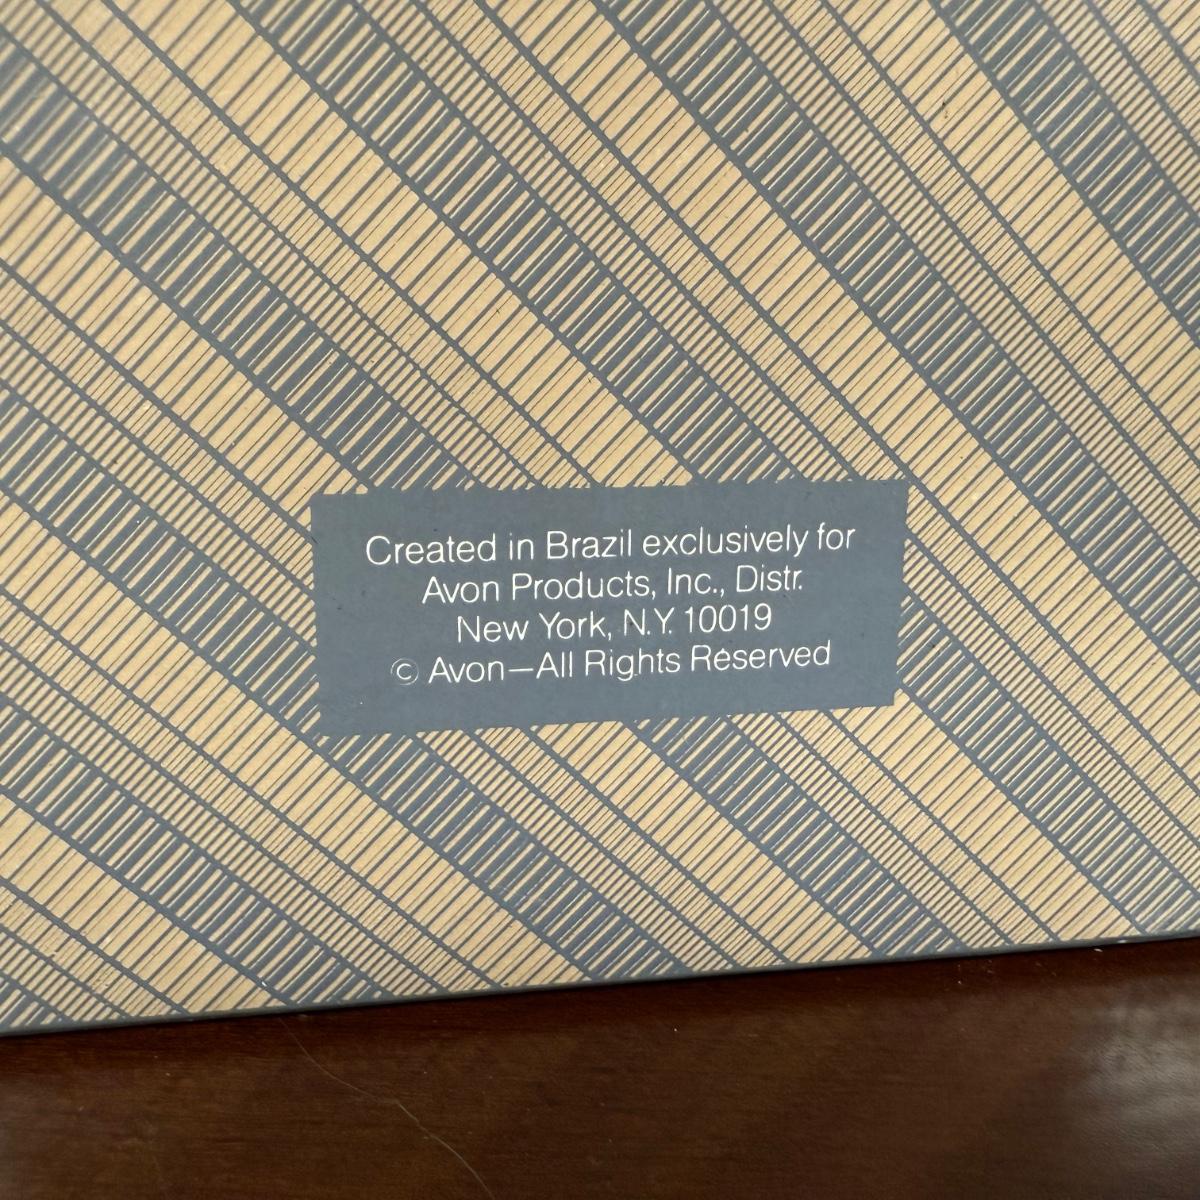 Created in Brazil exclusively for
Avon Products, Inc., Distr.
New York, N.Y. 10019
© Avon—All Rights Reserved